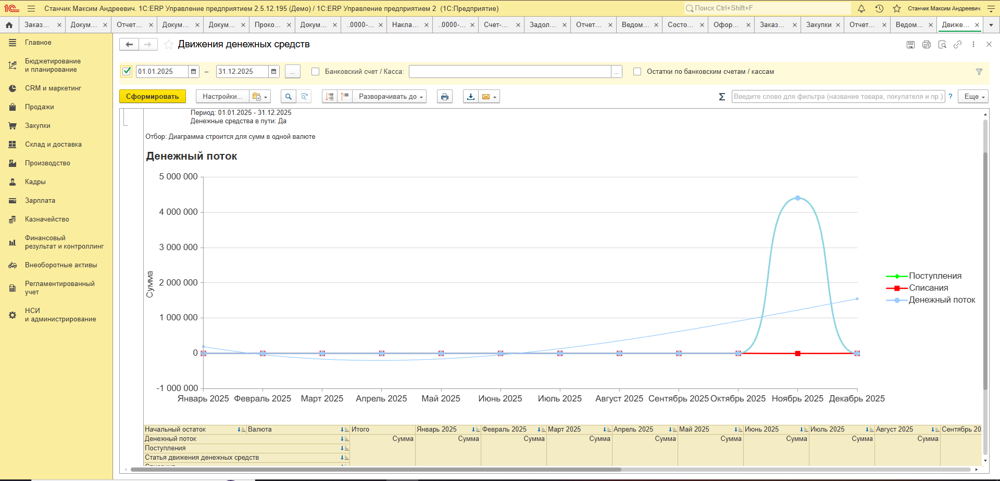 1С Станчик Максим Андреевич. 1С:ERP Управление предприятием 2.5.12.195 (Демо) / 1С:ERP Управление предприятием 2 (1С:Предприятие) Поиск Ctrl+Shift+F Станчик Максим Андреевич
Заказ... Докум... Отчет... Докум... Докум... Проко... Докум... ..0000-... Накла... ..0000-... Счет-... Задол... Отчет... Ведом... Состо... Офор... Заказ... Закупки Отчет... Ведом... Движе...
Главное
Бюджетирование
и планирование
CRM и маркетинг
Продажи
Закупки
Склад и доставка
Производство
Кадры
Зарплата
Казначейство
Финансовый
результат и контроллинг
Внеоборотные активы
Регламентированный
учет
НСИ
и администрирование
Движения денежных средств
01.01.2025 – 31.12.2025 ... Банковский счет / Касса: ... Остатки по банковским счетам / кассам
Сформировать Настройки... Разворачивать до Σ Введите слово для фильтра (название товара, покупателя и пр.) ? Еще
Период: 01.01.2025 - 31.12.2025
Денежные средства в пути: Да
Отбор: Диаграмма строится для сумм в одной валюте
Денежный поток
Сумма
5 000 000
4 000 000
3 000 000
2 000 000
1 000 000
0
-1 000 000
Январь 2025 Февраль 2025 Март 2025 Апрель 2025 Май 2025 Июнь 2025 Июль 2025 Август 2025 Сентябрь 2025 Октябрь 2025 Ноябрь 2025 Декабрь 2025
Поступления
Списания
Денежный поток
Начальный остаток Валюта Итого Январь 2025 Февраль 2025 Март 2025 Апрель 2025 Май 2025 Июнь 2025 Июль 2025 Август 2025 Сентябрь 20
Денежный поток Сумма Сумма Сумма Сумма Сумма Сумма Сумма Сумма Сумма
Поступления
Статья движения денежных средств